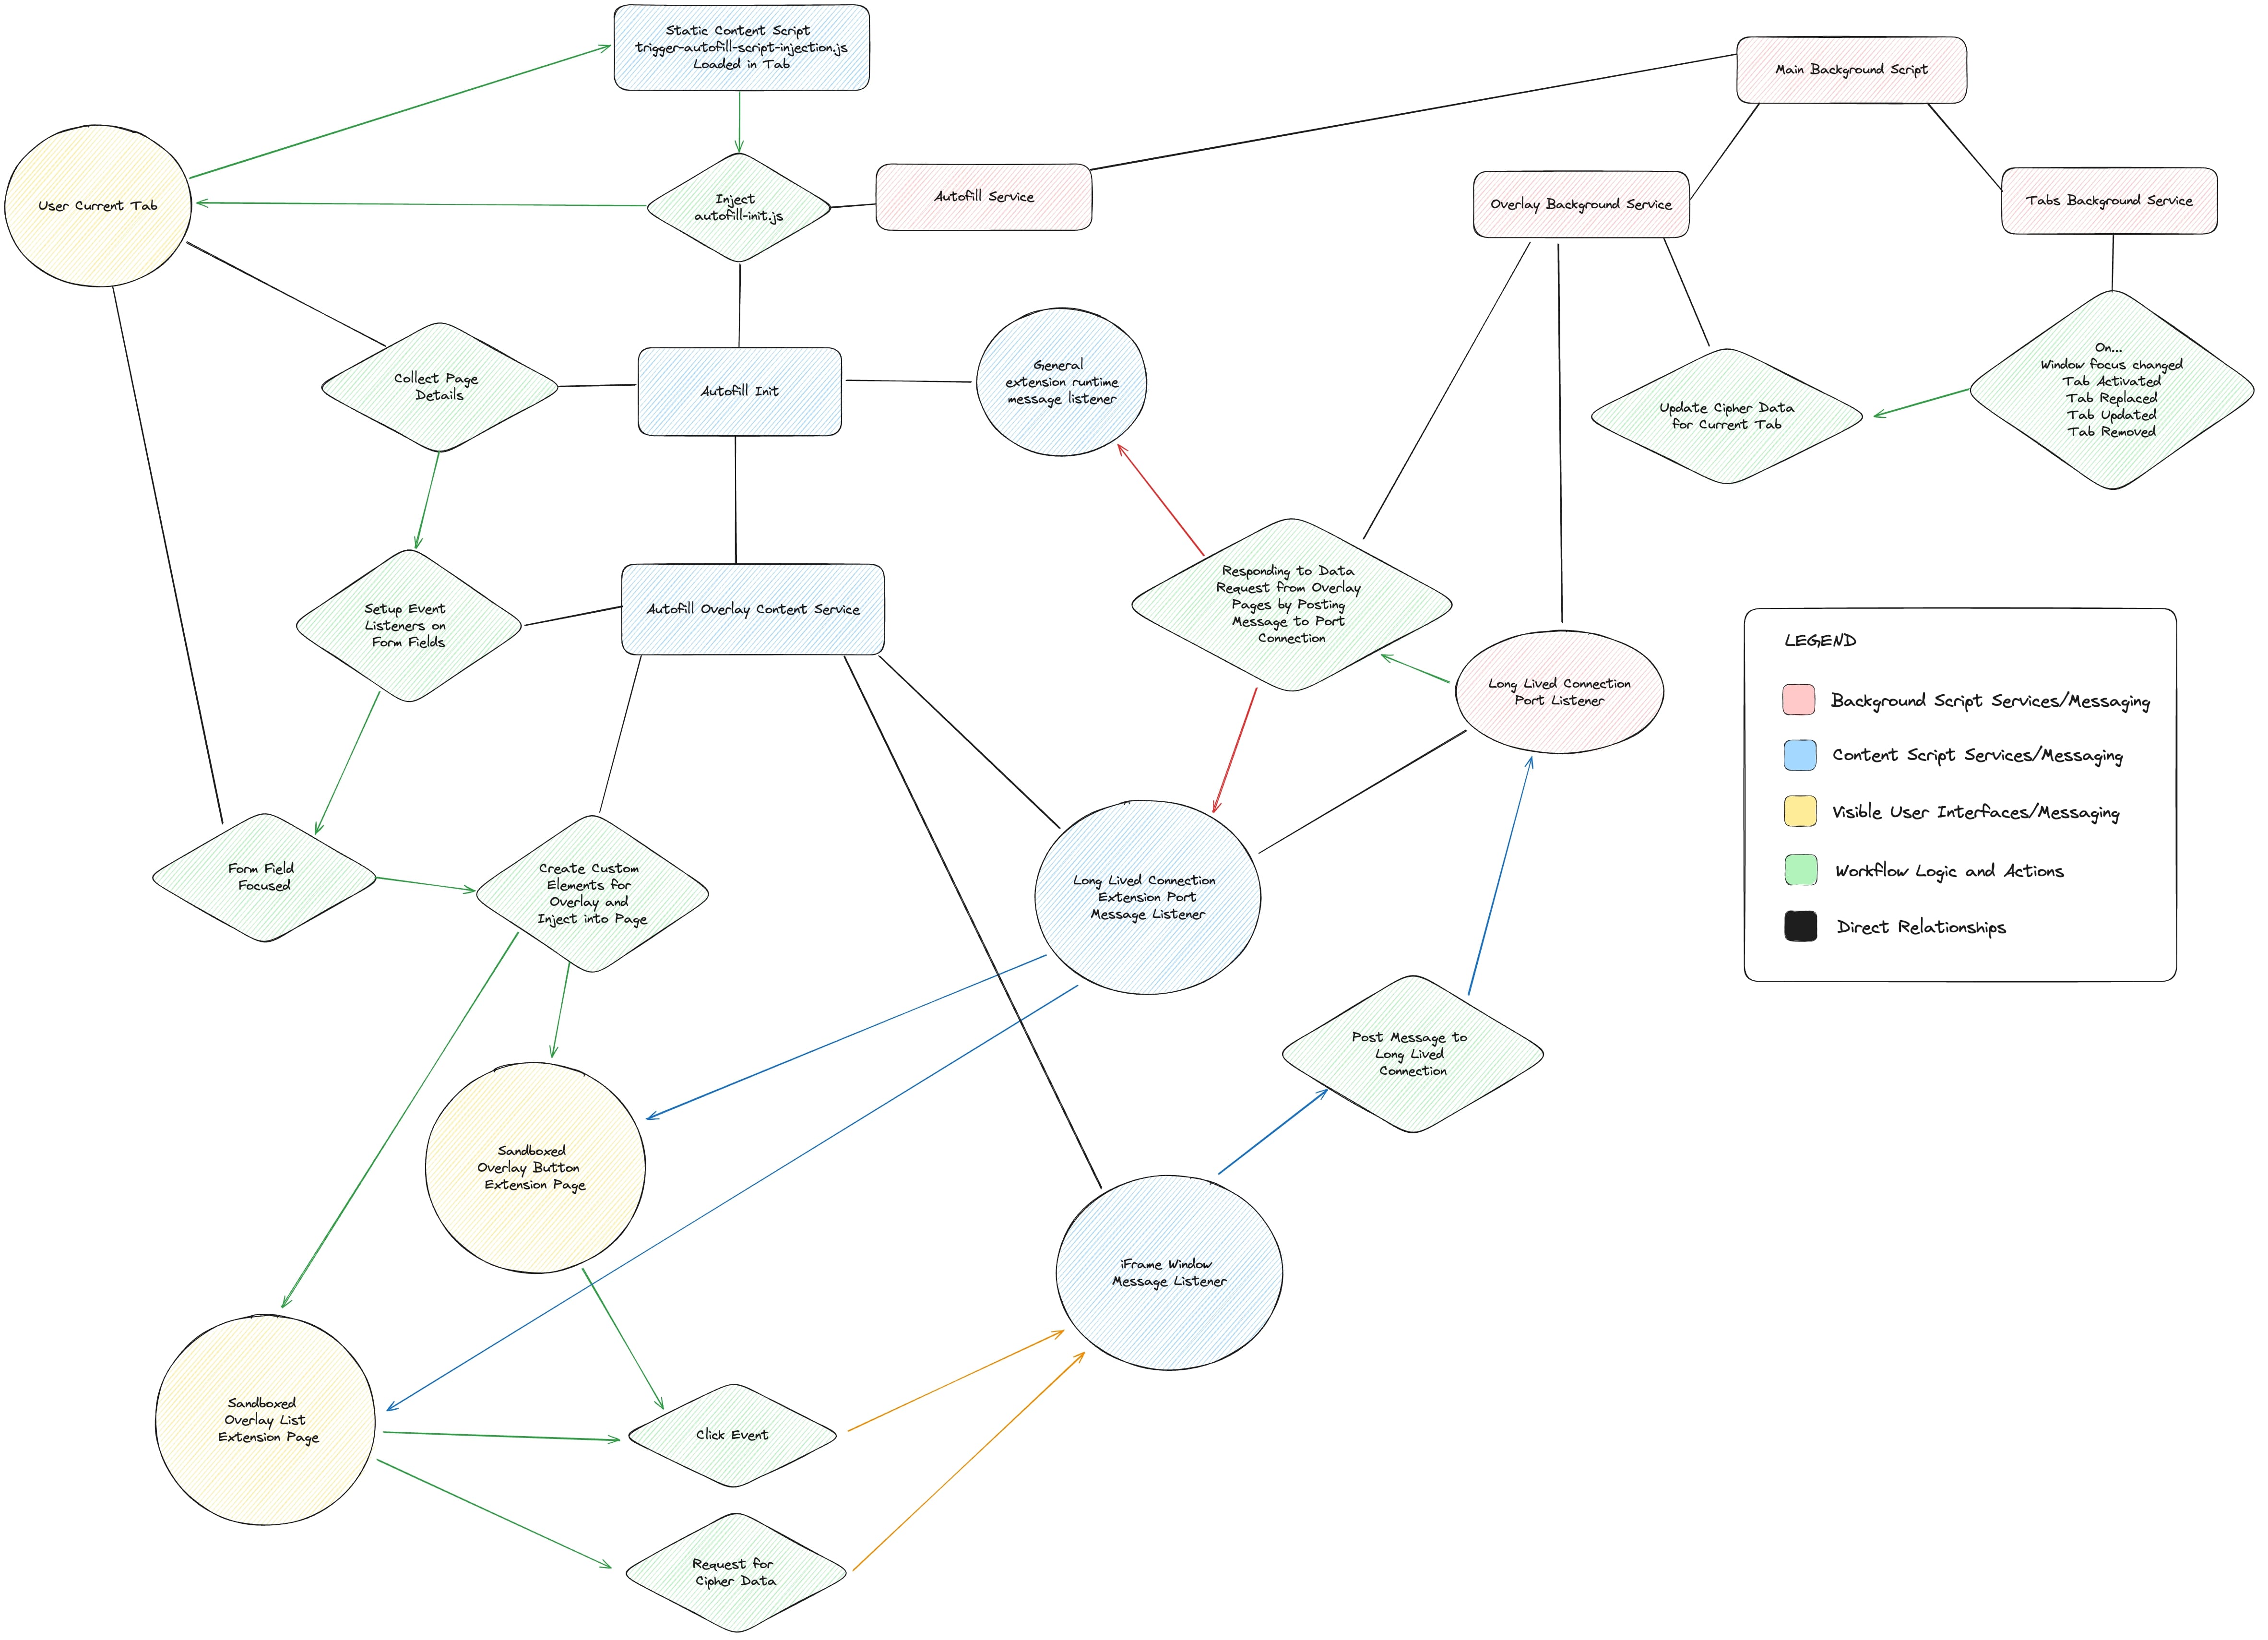 Static Content Script
trigger-autofill-script-injection.js
Loaded in Tab
Main Background Script
User Current Tab
Inject
autofill-init.js
Autofill Service
Overlay Background Service
Tabs Background Service
Collect Page
Details
Autofill Init
General
extension runtime
message listener
Update Cipher Data
for Current Tab
On...
Window focus changed
Tab Activated
Tab Replaced
Tab Updated
Tab Removed
Setup Event
Listeners on
Form Fields
Autofill Overlay Content Service
Responding to Data
Request from Overlay
Pages by Posting
Message to Port
Connection
Long Lived Connection
Port Listener
LEGEND
Background Script Services/Messaging
Content Script Services/Messaging
Visible User Interfaces/Messaging
Workflow Logic and Actions
Direct Relationships
Form Field
Focused
Create Custom
Elements for
Overlay and
Inject into Page
Long Lived Connection
Extension Port
Message Listener
Post Message to
Long Lived
Connection
Sandboxed
Overlay Button
Extension Page
iFrame Window
Message Listener
Sandboxed
Overlay List
Extension Page
Click Event
Request for
Cipher Data